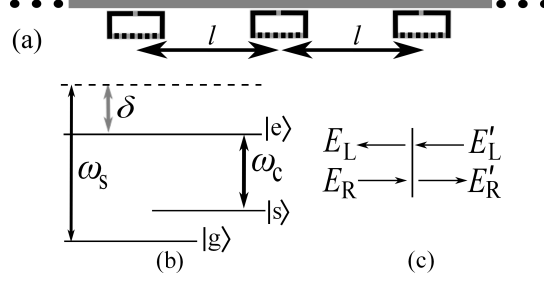 (a)
l l
δ
|e⟩
ω_s
ω_c
|s⟩
|g⟩
(b)
E_L E'_L
E_R E'_R
(c)